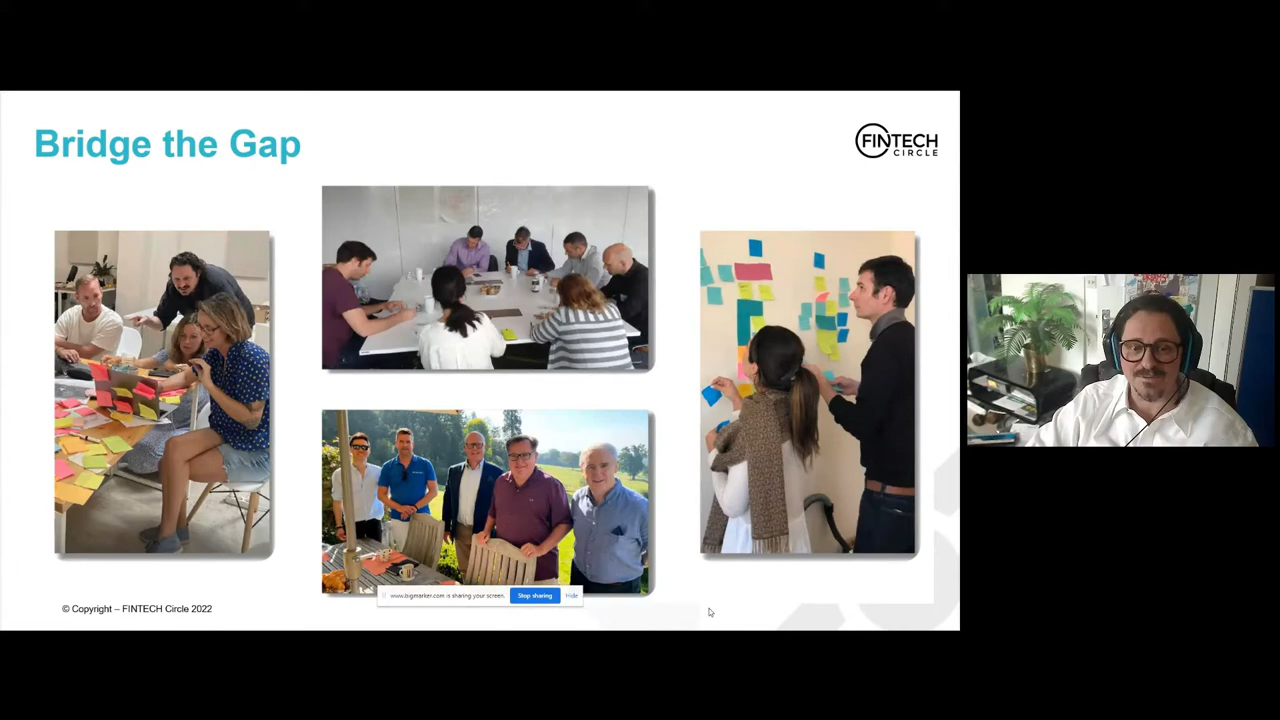 Bridge the Gap
FINTECH
CIRCLE
www.bigmarker.com is sharing your screen.
Stop sharing
Hide
© Copyright – FINTECH Circle 2022